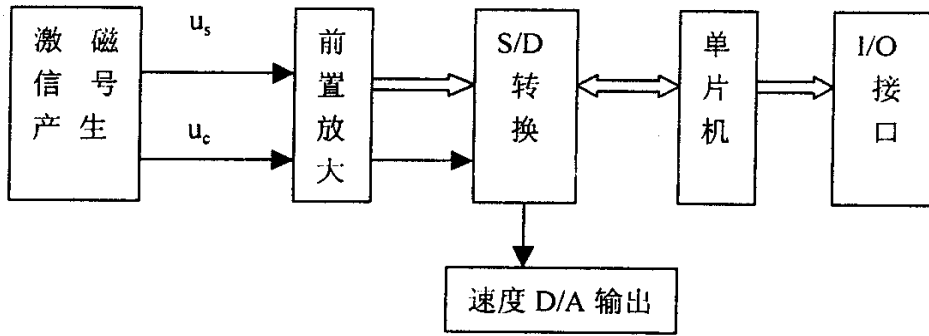 激 磁
信 号
产 生
u_s
u_c
前
置
放
大
S/D
转
换
单
片
机
I/O
接
口
速度 D/A 输出